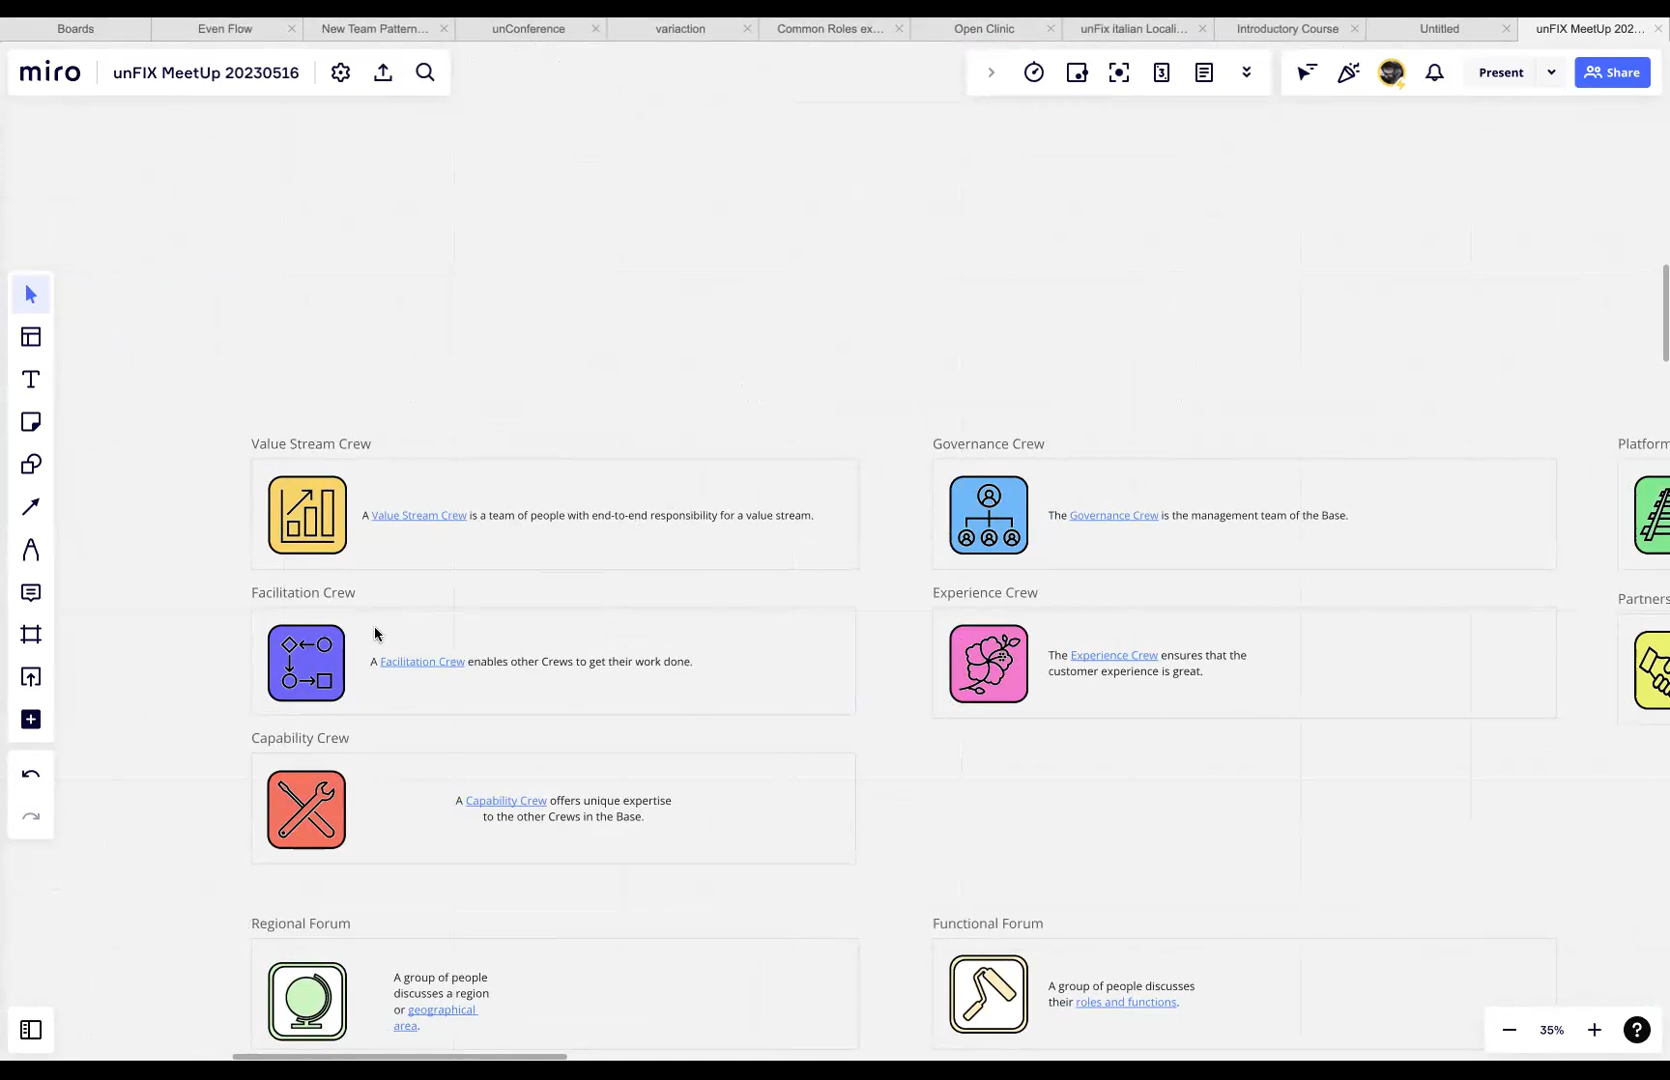 Boards
Even Flow
New Team Pattern...
unConference
variaction
Common Roles ex...
Open Clinic
unFix italian Locali...
Introductory Course
Untitled
unFIX MeetUp 202...
miro
unFIX MeetUp 20230516
3
Present
Share
Value Stream Crew
A Value Stream Crew is a team of people with end-to-end responsibility for a value stream.
Governance Crew
The Governance Crew is the management team of the Base.
Platform
Facilitation Crew
A Facilitation Crew enables other Crews to get their work done.
Experience Crew
The Experience Crew ensures that the
customer experience is great.
Partners
Capability Crew
A Capability Crew offers unique expertise
to the other Crews in the Base.
Regional Forum
A group of people
discusses a region
or geographical
area.
Functional Forum
A group of people discusses
their roles and functions.
35%